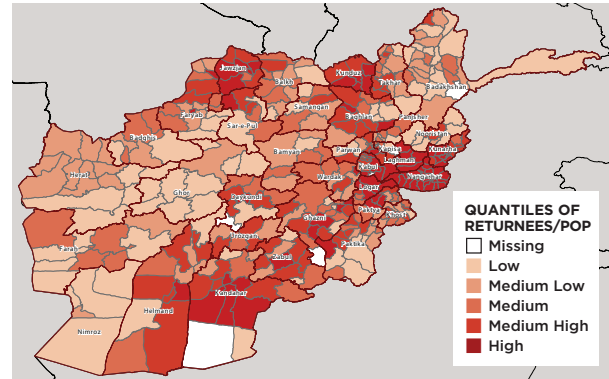 Jawzjan
Balkh
Kunduz
Takhar
Badakhshan
Faryab
Samangan
Baghlan
Panjsher
Sar-e-Pul
Badghis
Nooristan
Bamyan
Parwan
Kapisa
Kunarha
Laghman
Herat
Kabul
Nangarhar
Wardak
Logar
Ghor
Daykundi
Paktya
Khost
Ghazni
Urozgan
Farah
Zabul
Paktika
Kandahar
Helmand
Nimroz
QUANTILES OF
RETURNEES/POP
Missing
Low
Medium Low
Medium
Medium High
High